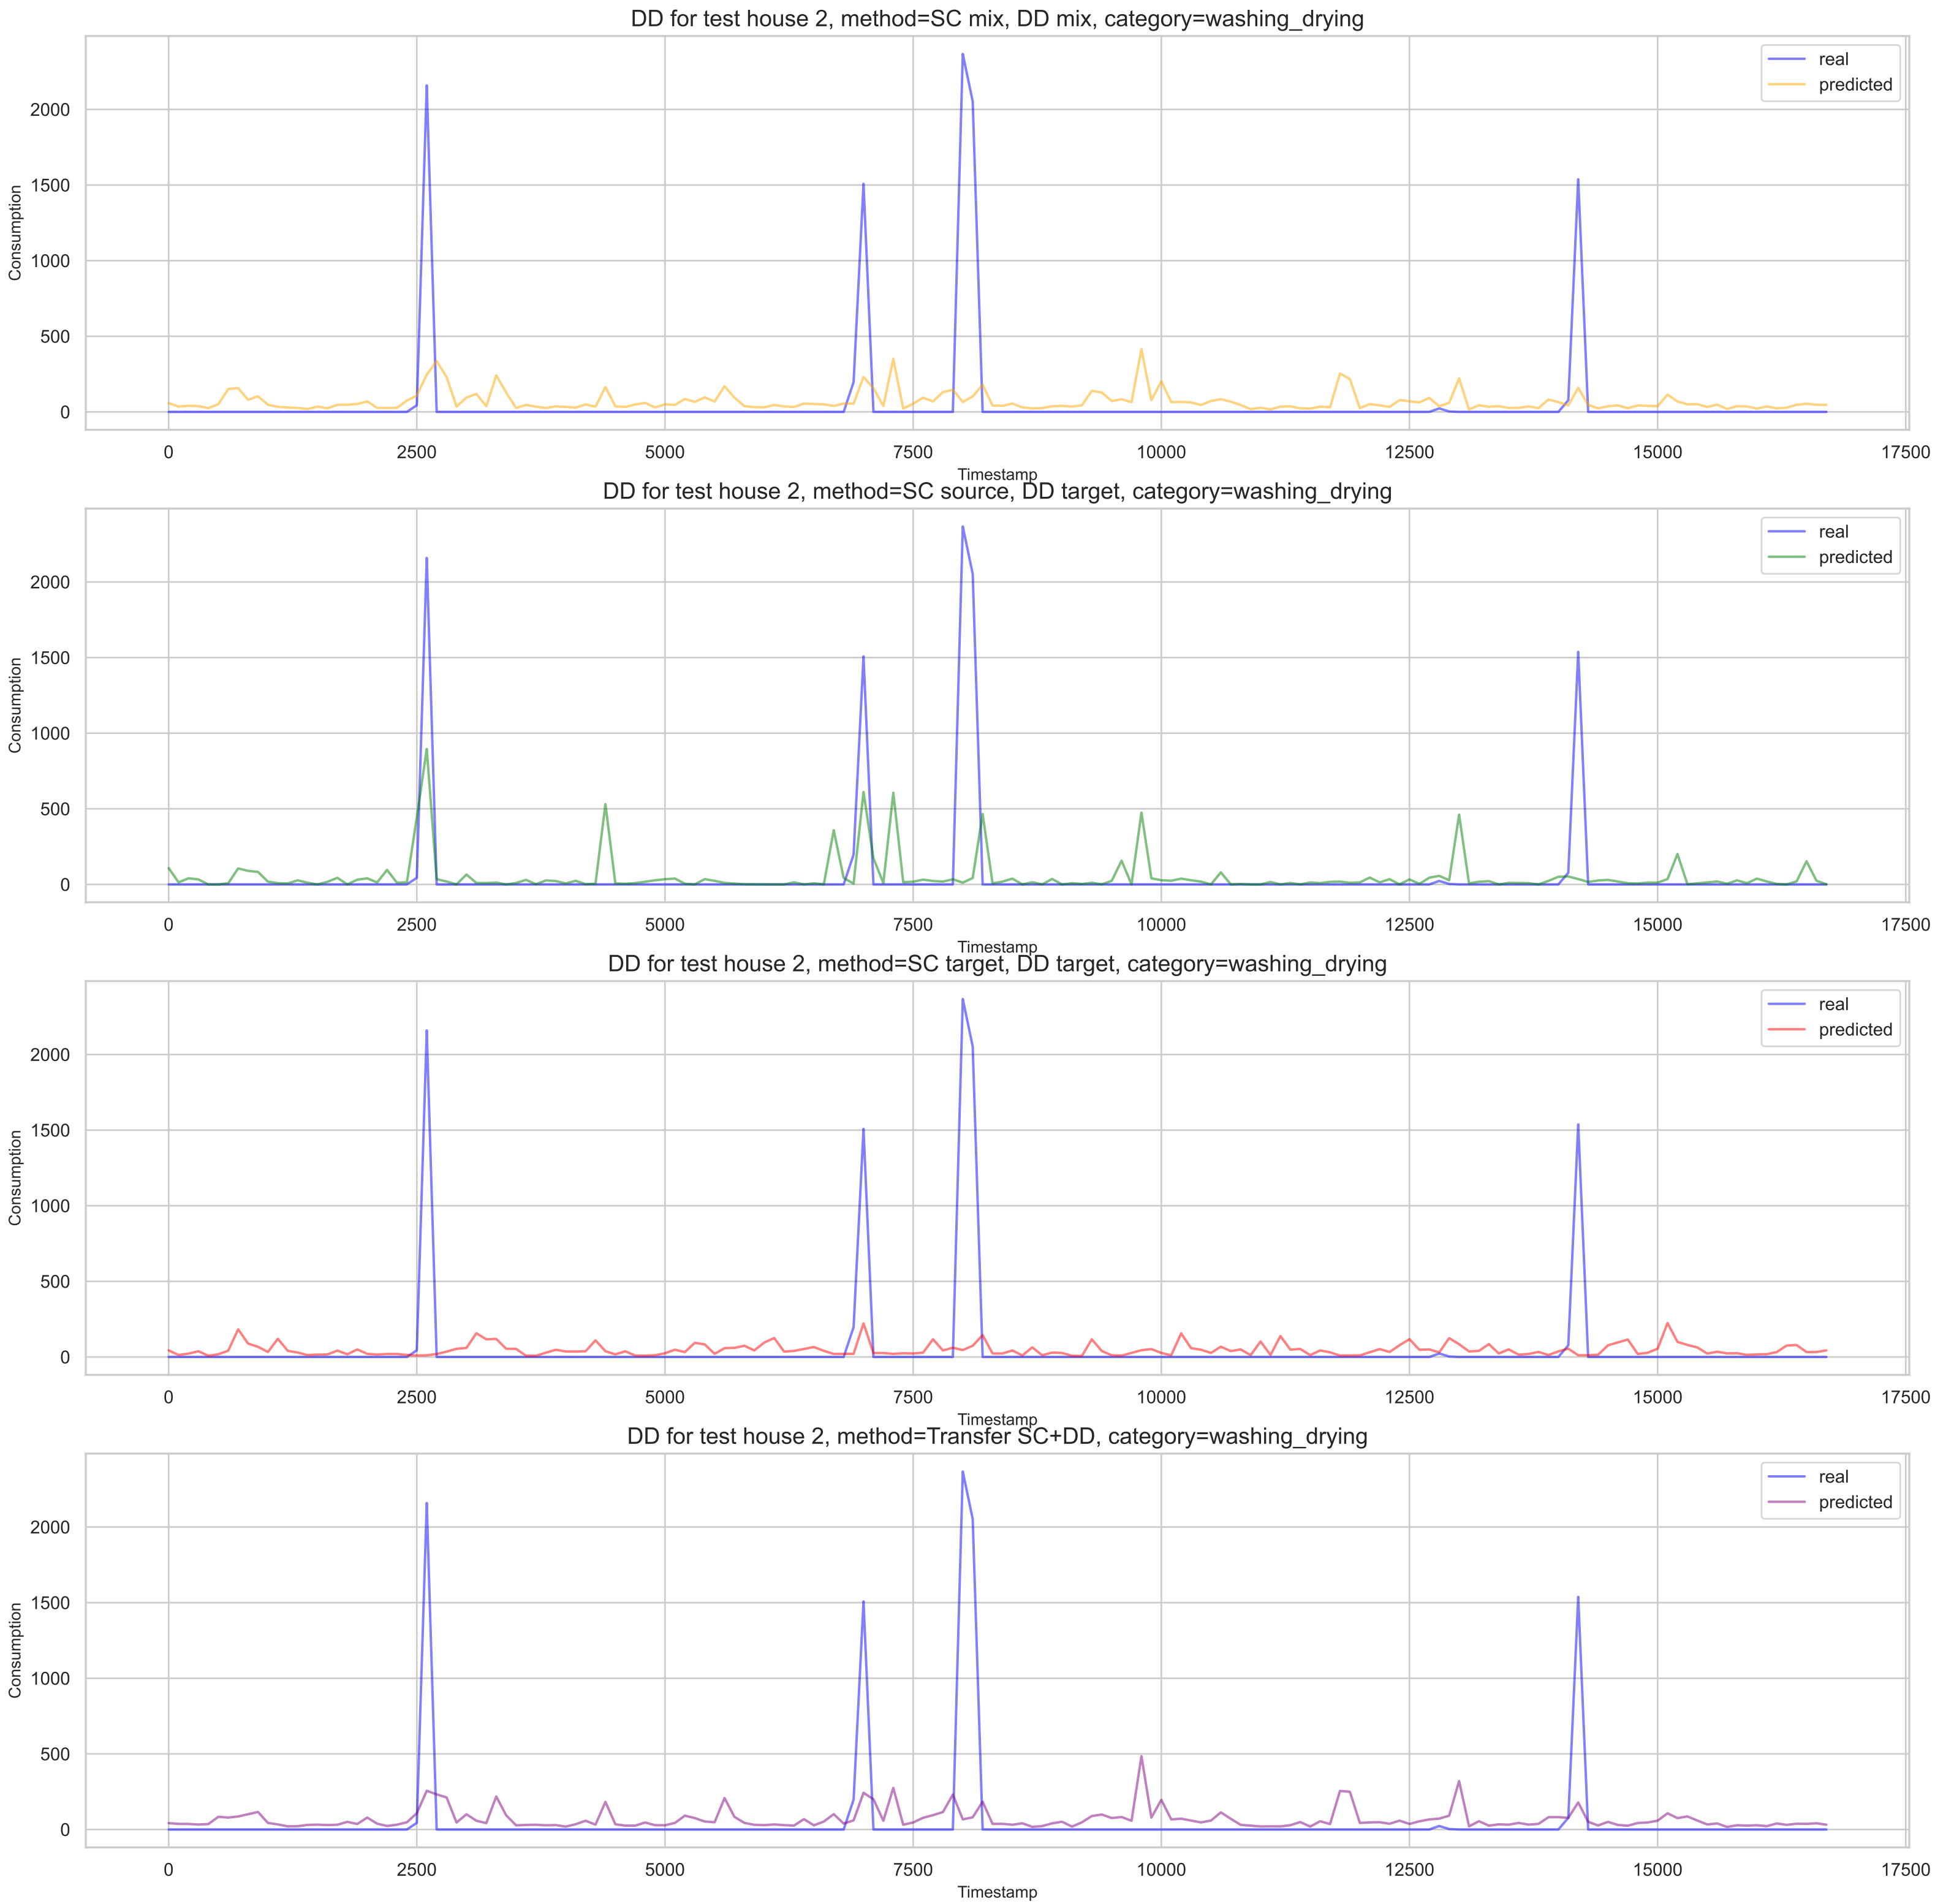 DD for test house 2, method=SC mix, DD mix, category=washing_drying
real
predicted
Consumption
2000
1500
1000
500
0
0 2500 5000 7500 10000 12500 15000 17500
Timestamp
DD for test house 2, method=SC source, DD target, category=washing_drying
real
predicted
Consumption
2000
1500
1000
500
0
0 2500 5000 7500 10000 12500 15000 17500
Timestamp
DD for test house 2, method=SC target, DD target, category=washing_drying
real
predicted
Consumption
2000
1500
1000
500
0
0 2500 5000 7500 10000 12500 15000 17500
Timestamp
DD for test house 2, method=Transfer SC+DD, category=washing_drying
real
predicted
Consumption
2000
1500
1000
500
0
0 2500 5000 7500 10000 12500 15000 17500
Timestamp